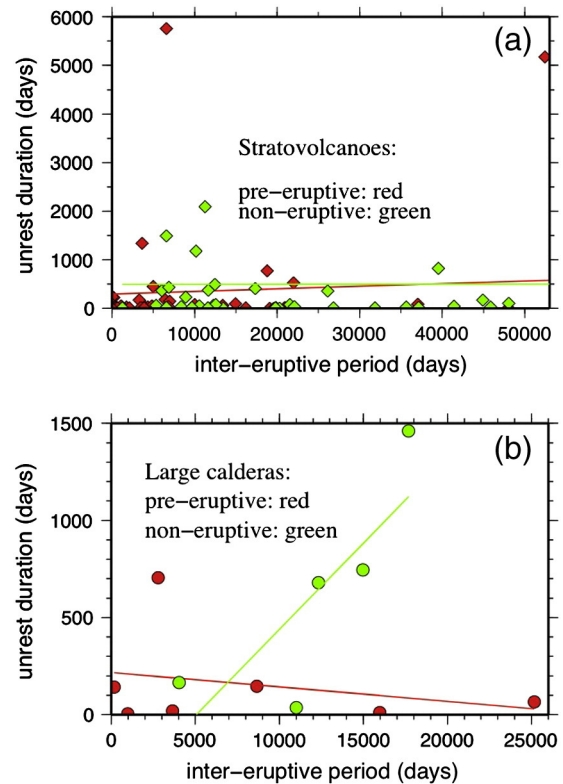 6000
(a)
5000
4000
3000
Stratovolcanoes:
pre-eruptive: red
2000
non-eruptive: green
1000
0
unrest duration (days)
0 10000 20000 30000 40000 50000
inter-eruptive period (days)
1500
(b)
Large calderas:
pre-eruptive: red
1000
non-eruptive: green
500
0
unrest duration (days)
0 5000 10000 15000 20000 25000
inter-eruptive period (days)